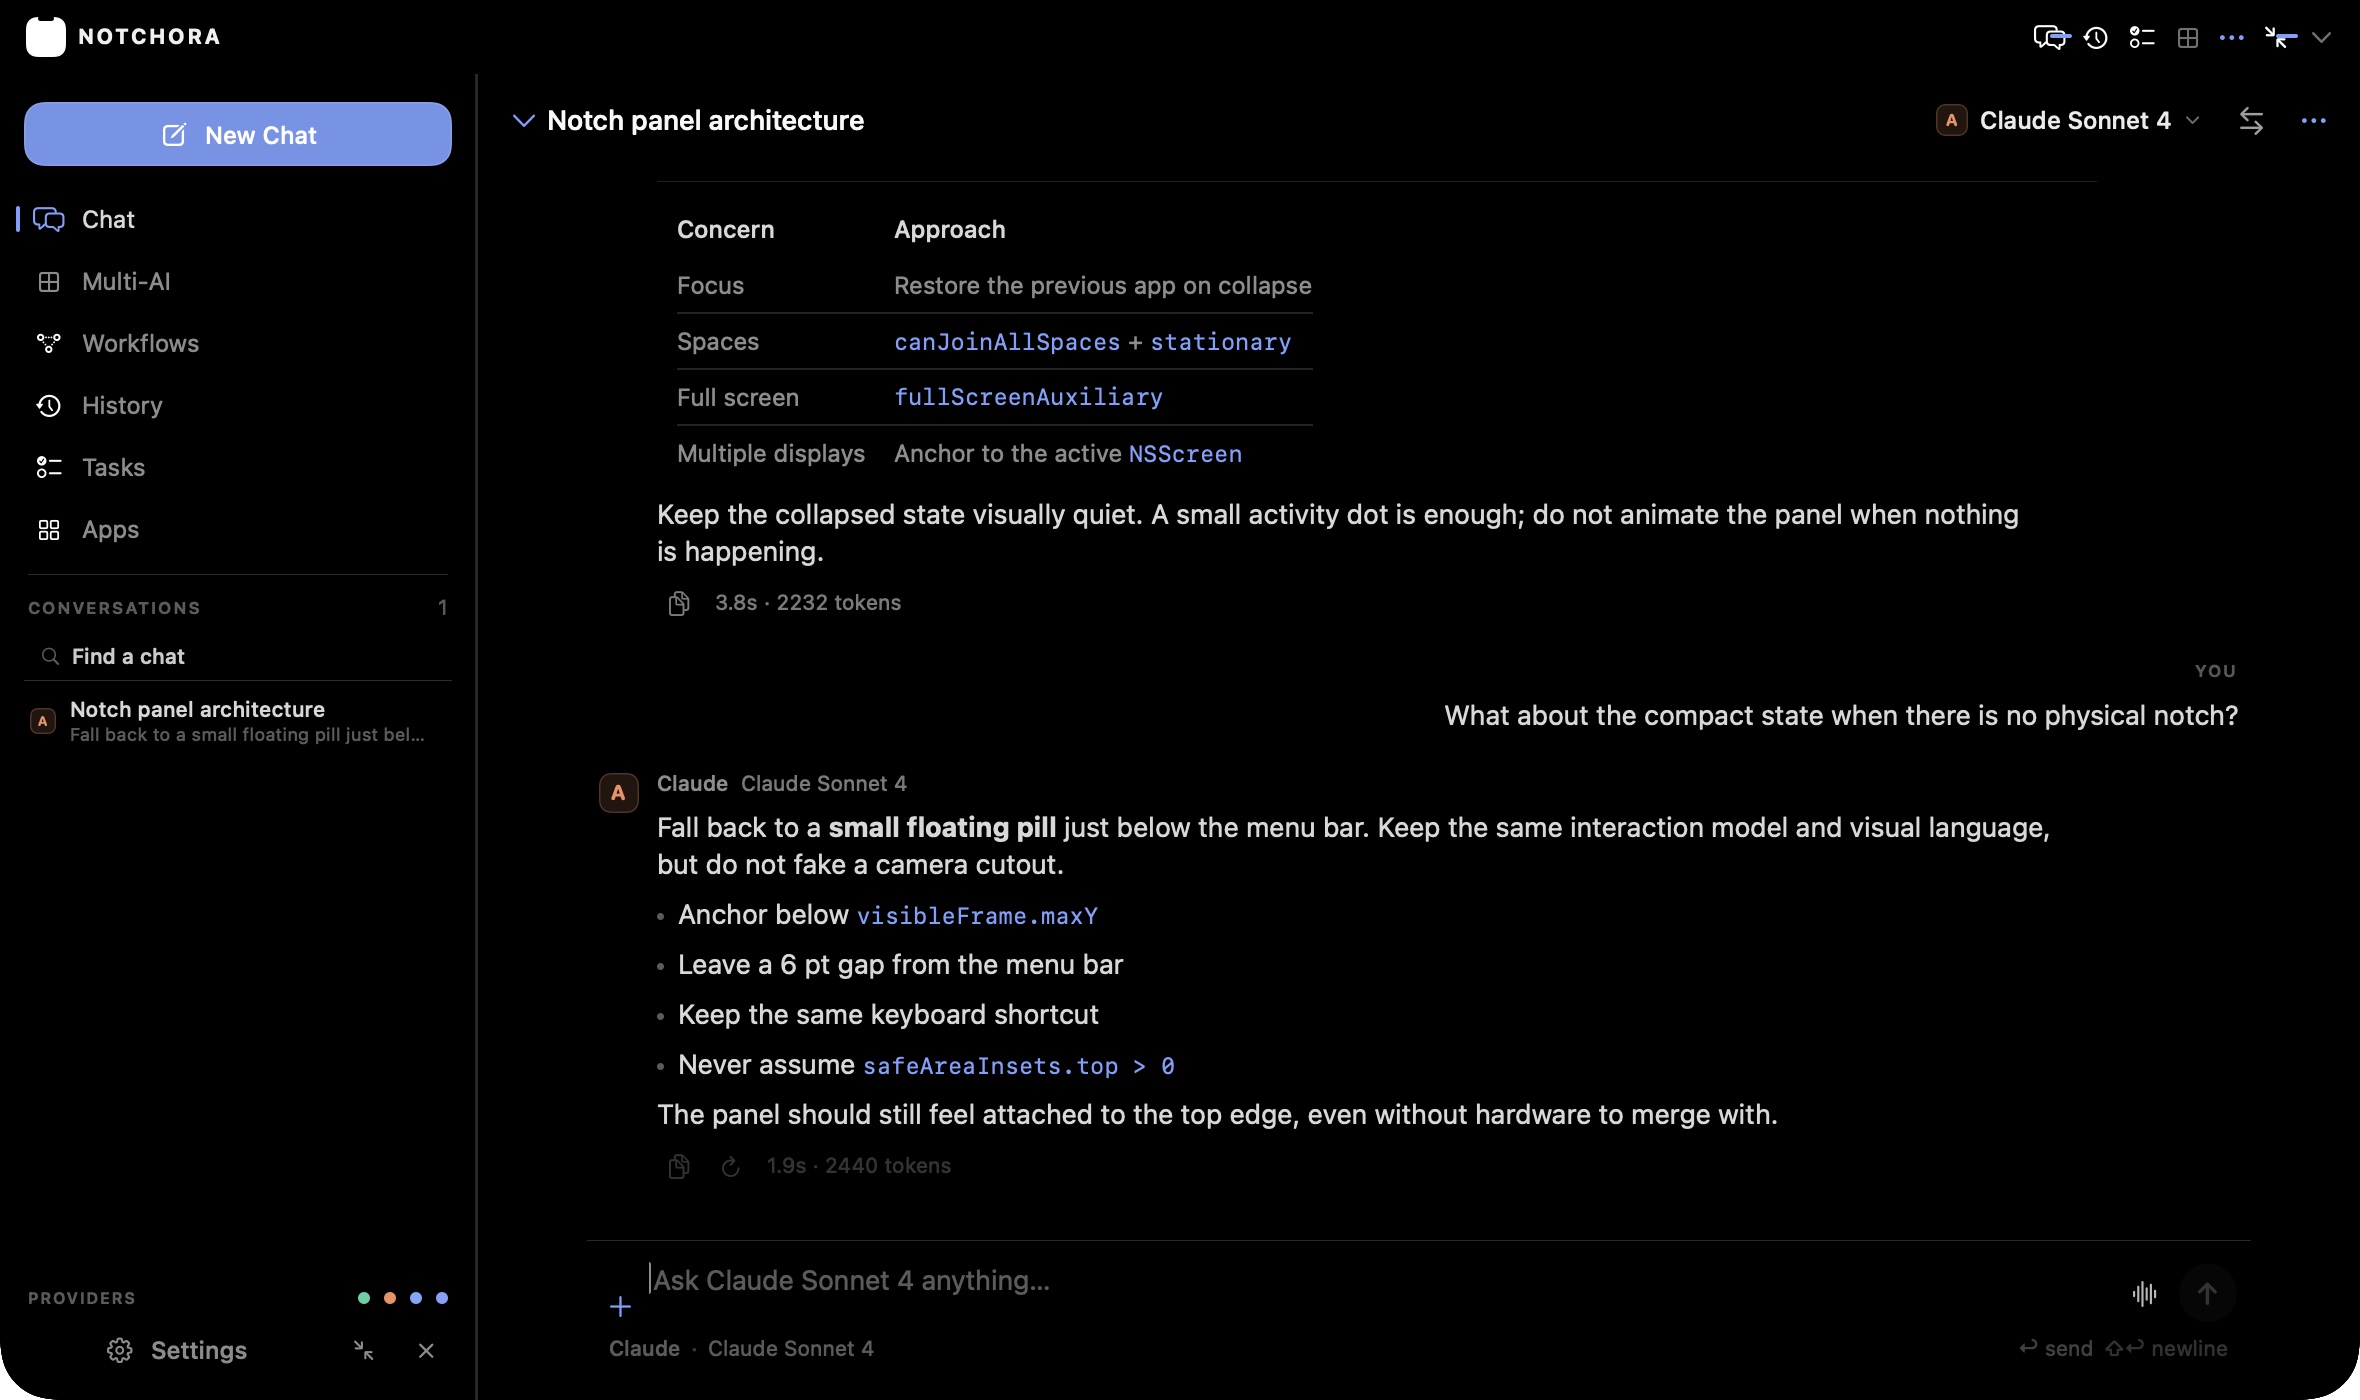 NOTCHORA
New Chat
Chat
Multi-AI
Workflows
History
Tasks
Apps
CONVERSATIONS 1
Find a chat
A Notch panel architecture
Fall back to a small floating pill just bel...
PROVIDERS
Settings
Notch panel architecture
A Claude Sonnet 4
Concern Approach
Focus Restore the previous app on collapse
Spaces canJoinAllSpaces + stationary
Full screen fullScreenAuxiliary
Multiple displays Anchor to the active NSScreen
Keep the collapsed state visually quiet. A small activity dot is enough; do not animate the panel when nothing
is happening.
3.8s · 2232 tokens
YOU
What about the compact state when there is no physical notch?
A Claude Claude Sonnet 4
Fall back to a small floating pill just below the menu bar. Keep the same interaction model and visual language,
but do not fake a camera cutout.
• Anchor below visibleFrame.maxY
• Leave a 6 pt gap from the menu bar
• Keep the same keyboard shortcut
• Never assume safeAreaInsets.top > 0
The panel should still feel attached to the top edge, even without hardware to merge with.
1.9s · 2440 tokens
Ask Claude Sonnet 4 anything...
Claude · Claude Sonnet 4
↩ send ⇧↩ newline